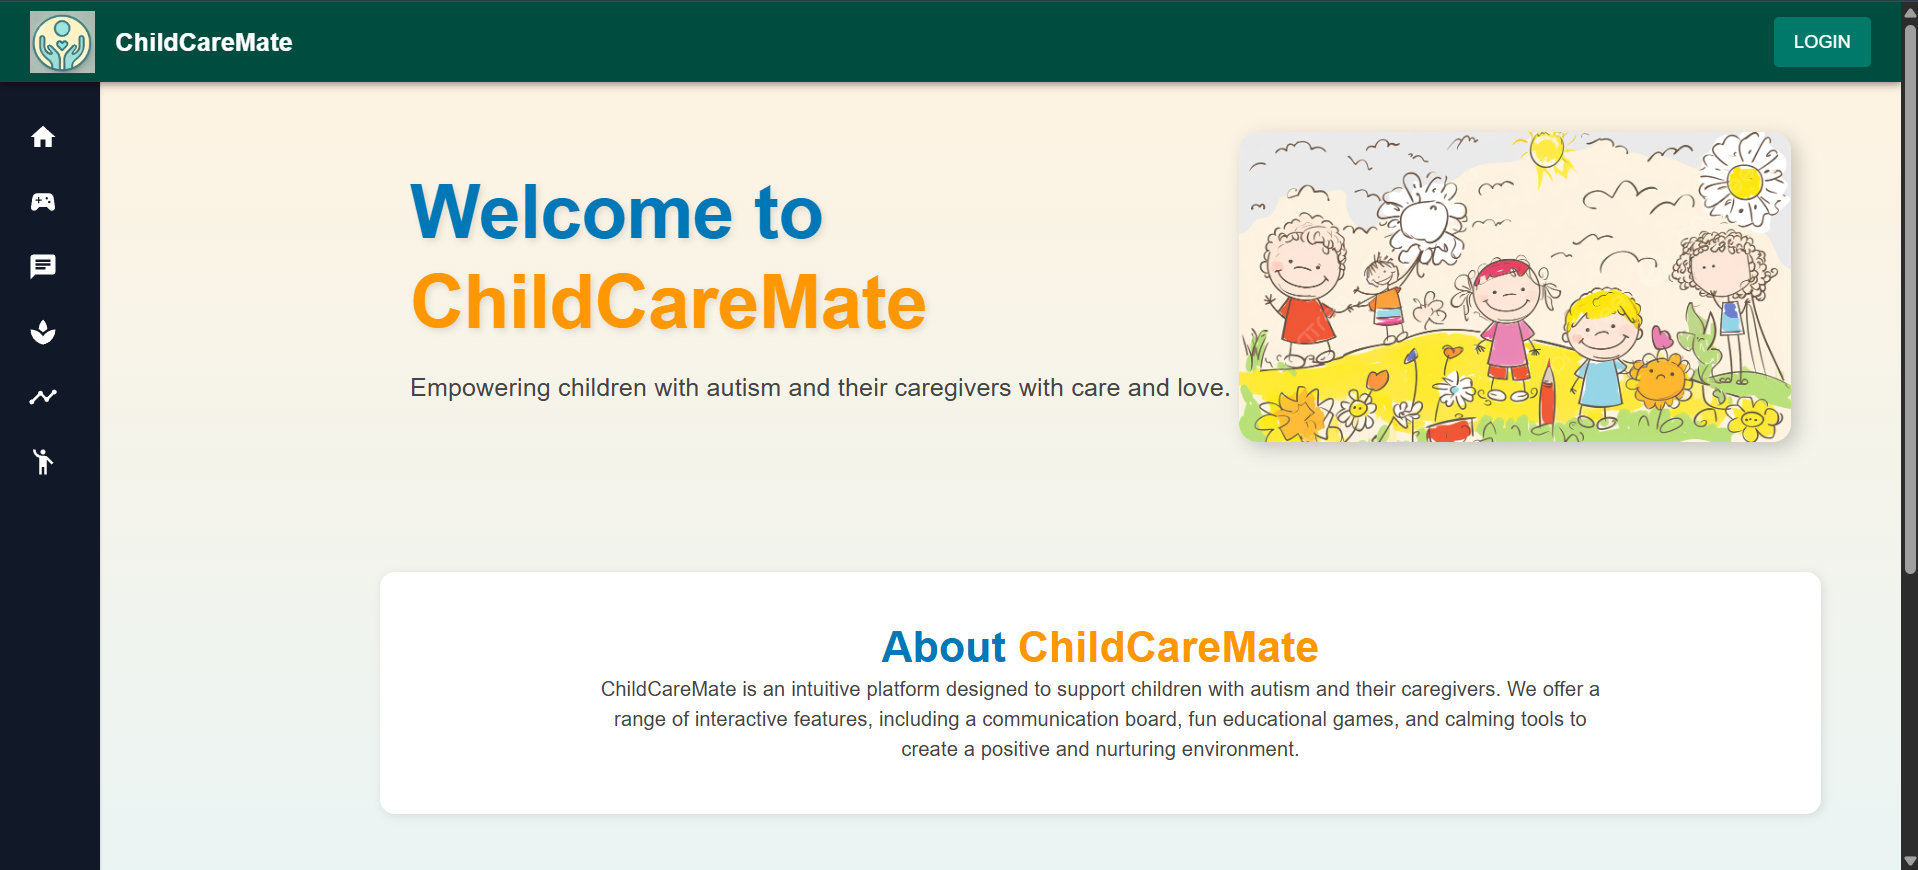 ChildCareMate
LOGIN
Welcome to
ChildCareMate
Empowering children with autism and their caregivers with care and love.
About ChildCareMate
ChildCareMate is an intuitive platform designed to support children with autism and their caregivers. We offer a
range of interactive features, including a communication board, fun educational games, and calming tools to
create a positive and nurturing environment.